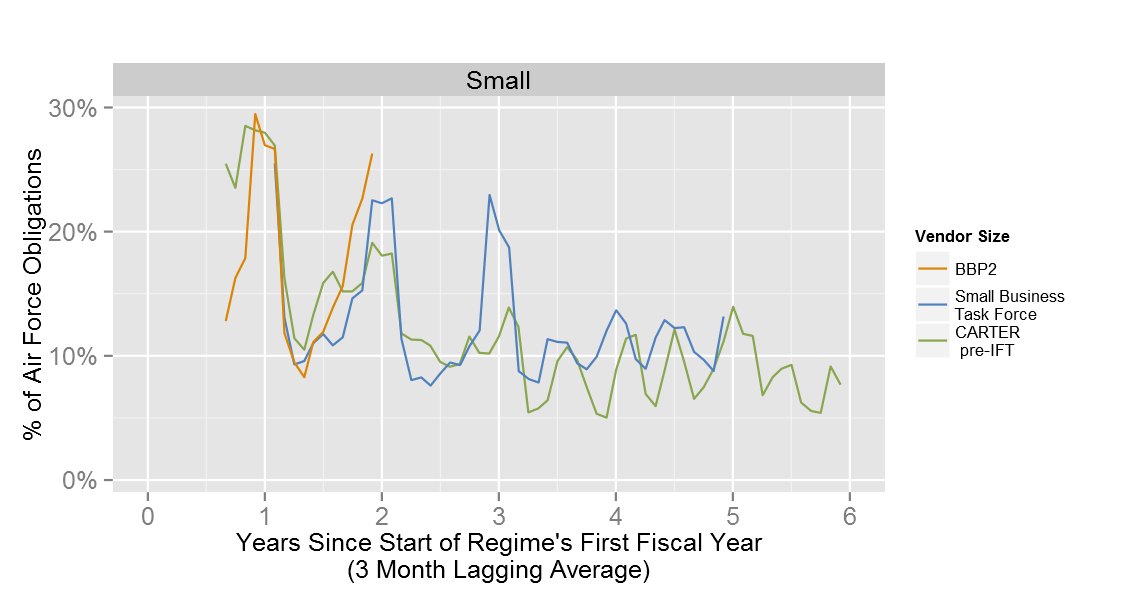 Small
30%
20%
10%
0%
% of Air Force Obligations
0 1 2 3 4 5 6
Years Since Start of Regime's First Fiscal Year
(3 Month Lagging Average)
Vendor Size
BBP2
Small Business
Task Force
CARTER
pre-IFT